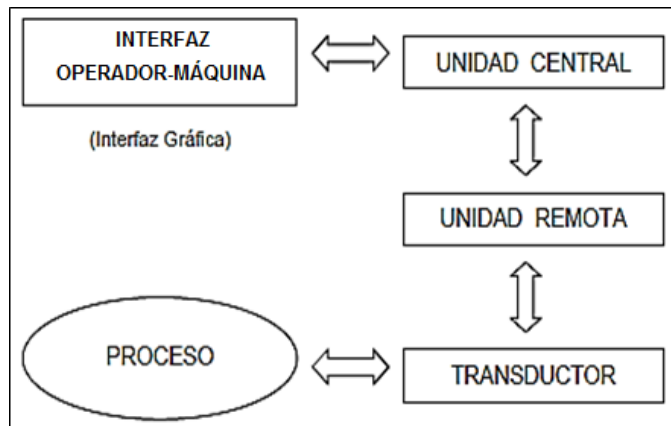 INTERFAZ
OPERADOR-MÁQUINA
(Interfaz Gráfica)
UNIDAD CENTRAL
UNIDAD REMOTA
PROCESO
TRANSDUCTOR